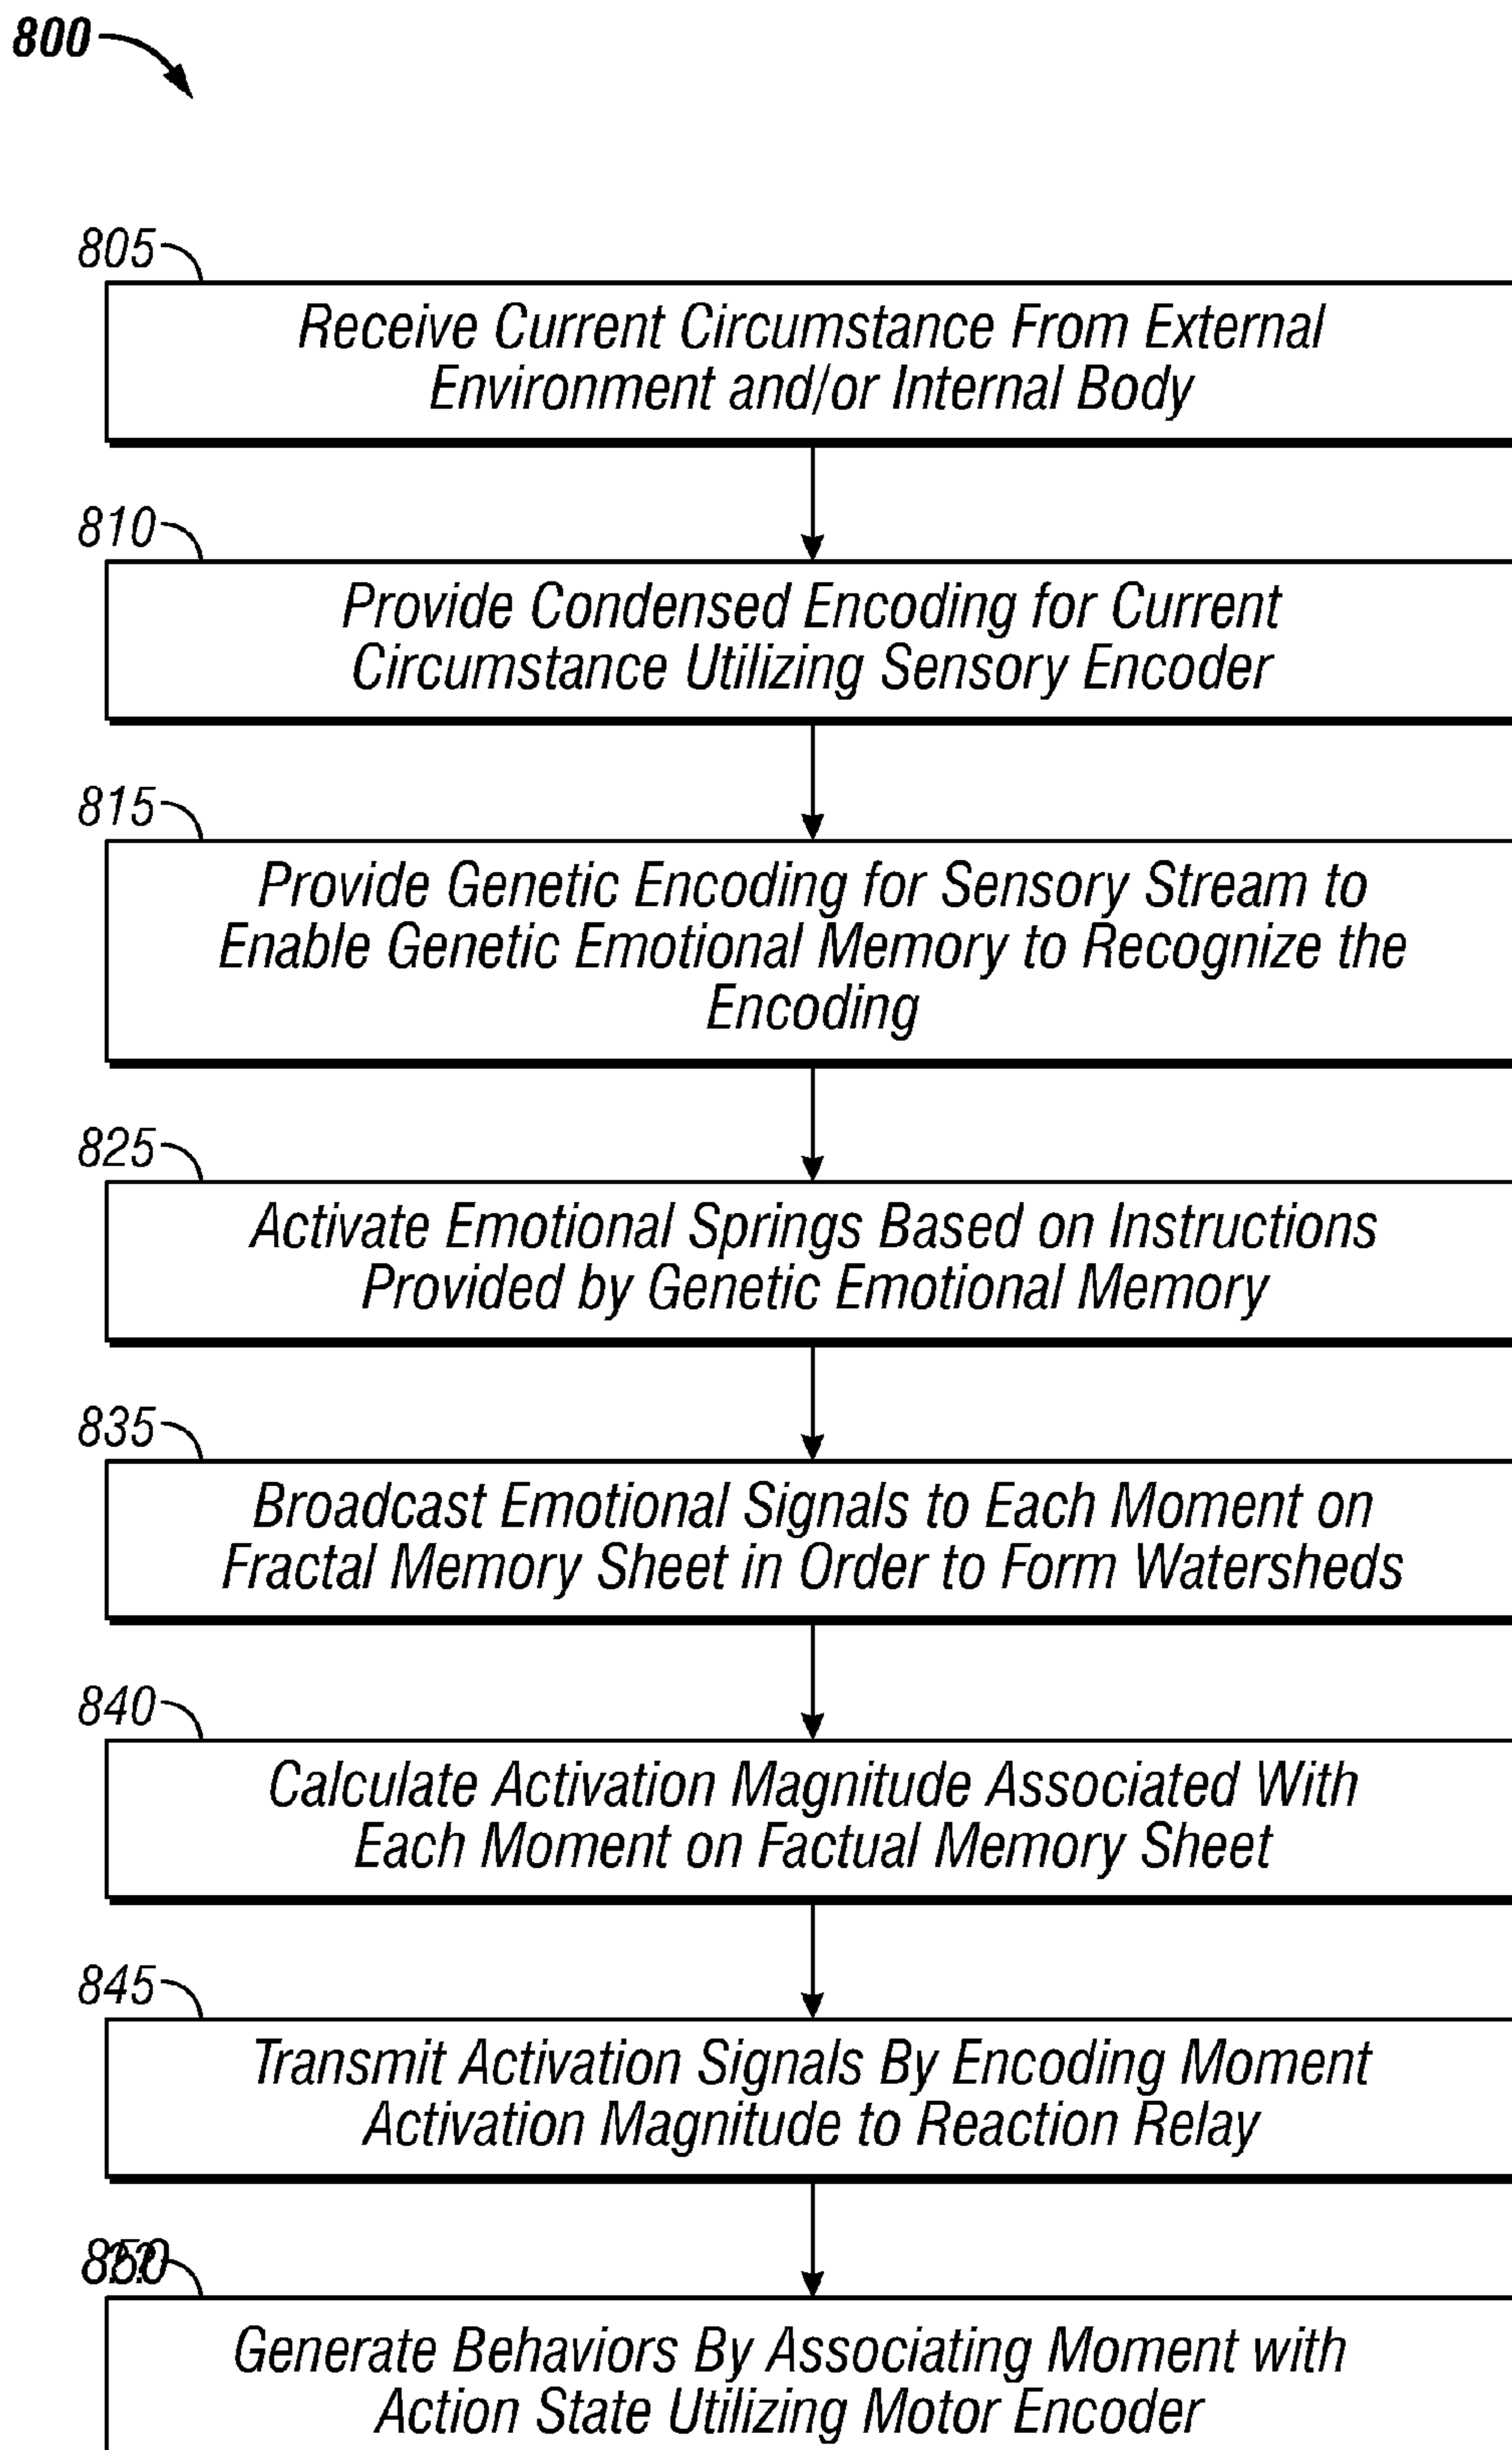 800
805
Receive Current Circumstance From External
Environment and/or Internal Body
810
Provide Condensed Encoding for Current
Circumstance Utilizing Sensory Encoder
815
Provide Genetic Encoding for Sensory Stream to
Enable Genetic Emotional Memory to Recognize the
Encoding
825
Activate Emotional Springs Based on Instructions
Provided by Genetic Emotional Memory
835
Broadcast Emotional Signals to Each Moment on
Fractal Memory Sheet in Order to Form Watersheds
840
Calculate Activation Magnitude Associated With
Each Moment on Factual Memory Sheet
845
Transmit Activation Signals By Encoding Moment
Activation Magnitude to Reaction Relay
Generate Behaviors By Associating Moment with
Action State Utilizing Motor Encoder